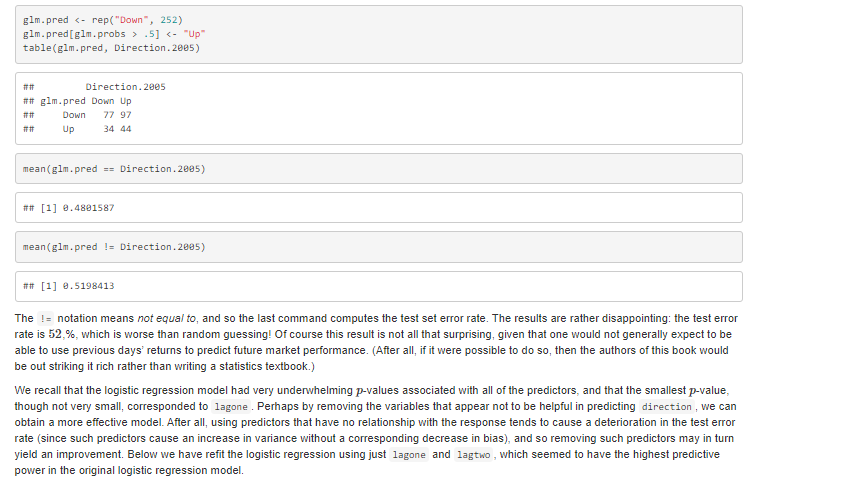 glm.pred <- rep("Down", 252)
glm.pred[glm.probs > .5] <- "Up"
table(glm.pred, Direction.2005)
##         Direction.2005
## glm.pred Down Up
##     Down   77 97
##     Up     34 44
mean(glm.pred == Direction.2005)
## [1] 0.4801587
mean(glm.pred != Direction.2005)
## [1] 0.5198413
The != notation means not equal to, and so the last command computes the test set error rate. The results are rather disappointing: the test error
rate is 52,%, which is worse than random guessing! Of course this result is not all that surprising, given that one would not generally expect to be
able to use previous days' returns to predict future market performance. (After all, if it were possible to do so, then the authors of this book would
be out striking it rich rather than writing a statistics textbook.)
We recall that the logistic regression model had very underwhelming p-values associated with all of the predictors, and that the smallest p-value,
though not very small, corresponded to lagone. Perhaps by removing the variables that appear not to be helpful in predicting direction, we can
obtain a more effective model. After all, using predictors that have no relationship with the response tends to cause a deterioration in the test error
rate (since such predictors cause an increase in variance without a corresponding decrease in bias), and so removing such predictors may in turn
yield an improvement. Below we have refit the logistic regression using just lagone and lagtwo, which seemed to have the highest predictive
power in the original logistic regression model.